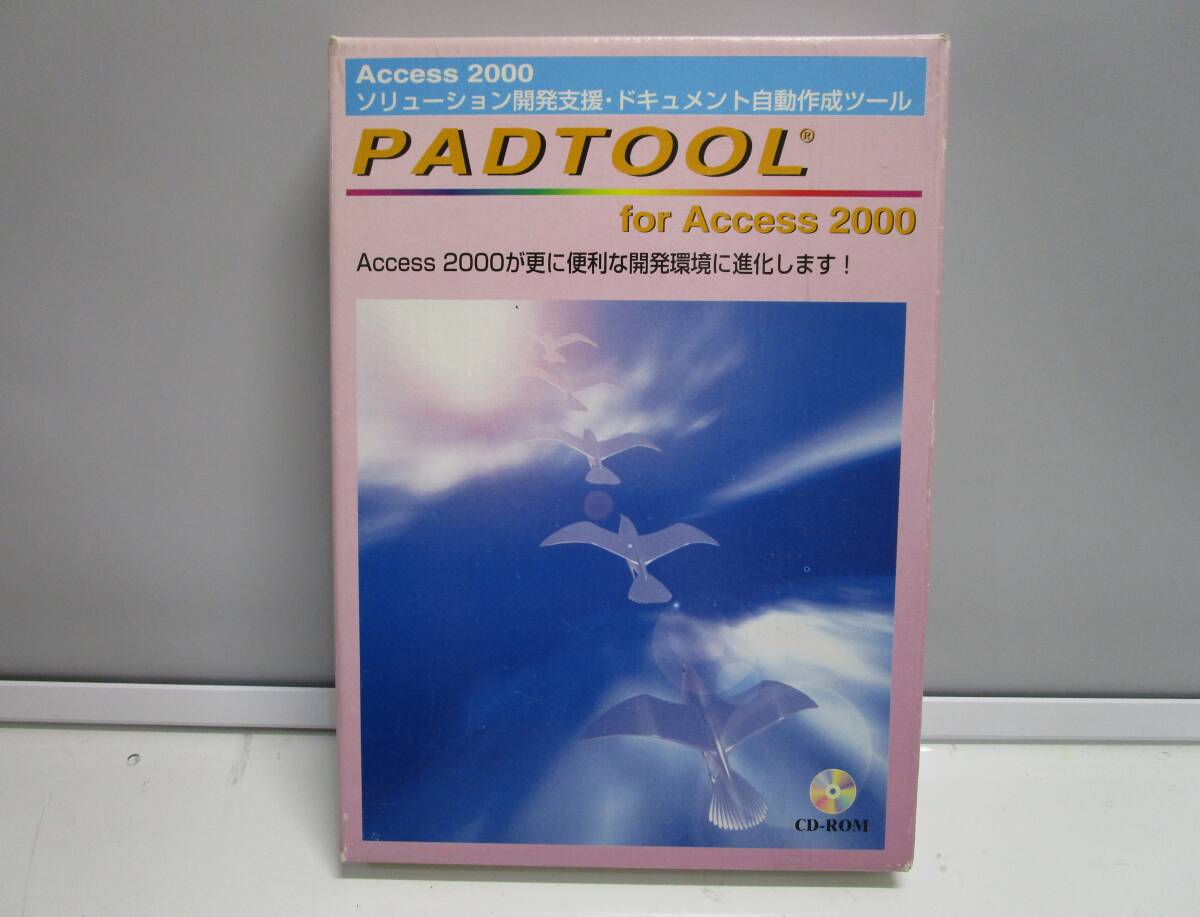 Access 2000
ソリューション開発支援・ドキュメント自動作成ツール
PADTOOL®
for Access 2000
Access 2000が更に便利な開発環境に進化します！
CD-ROM